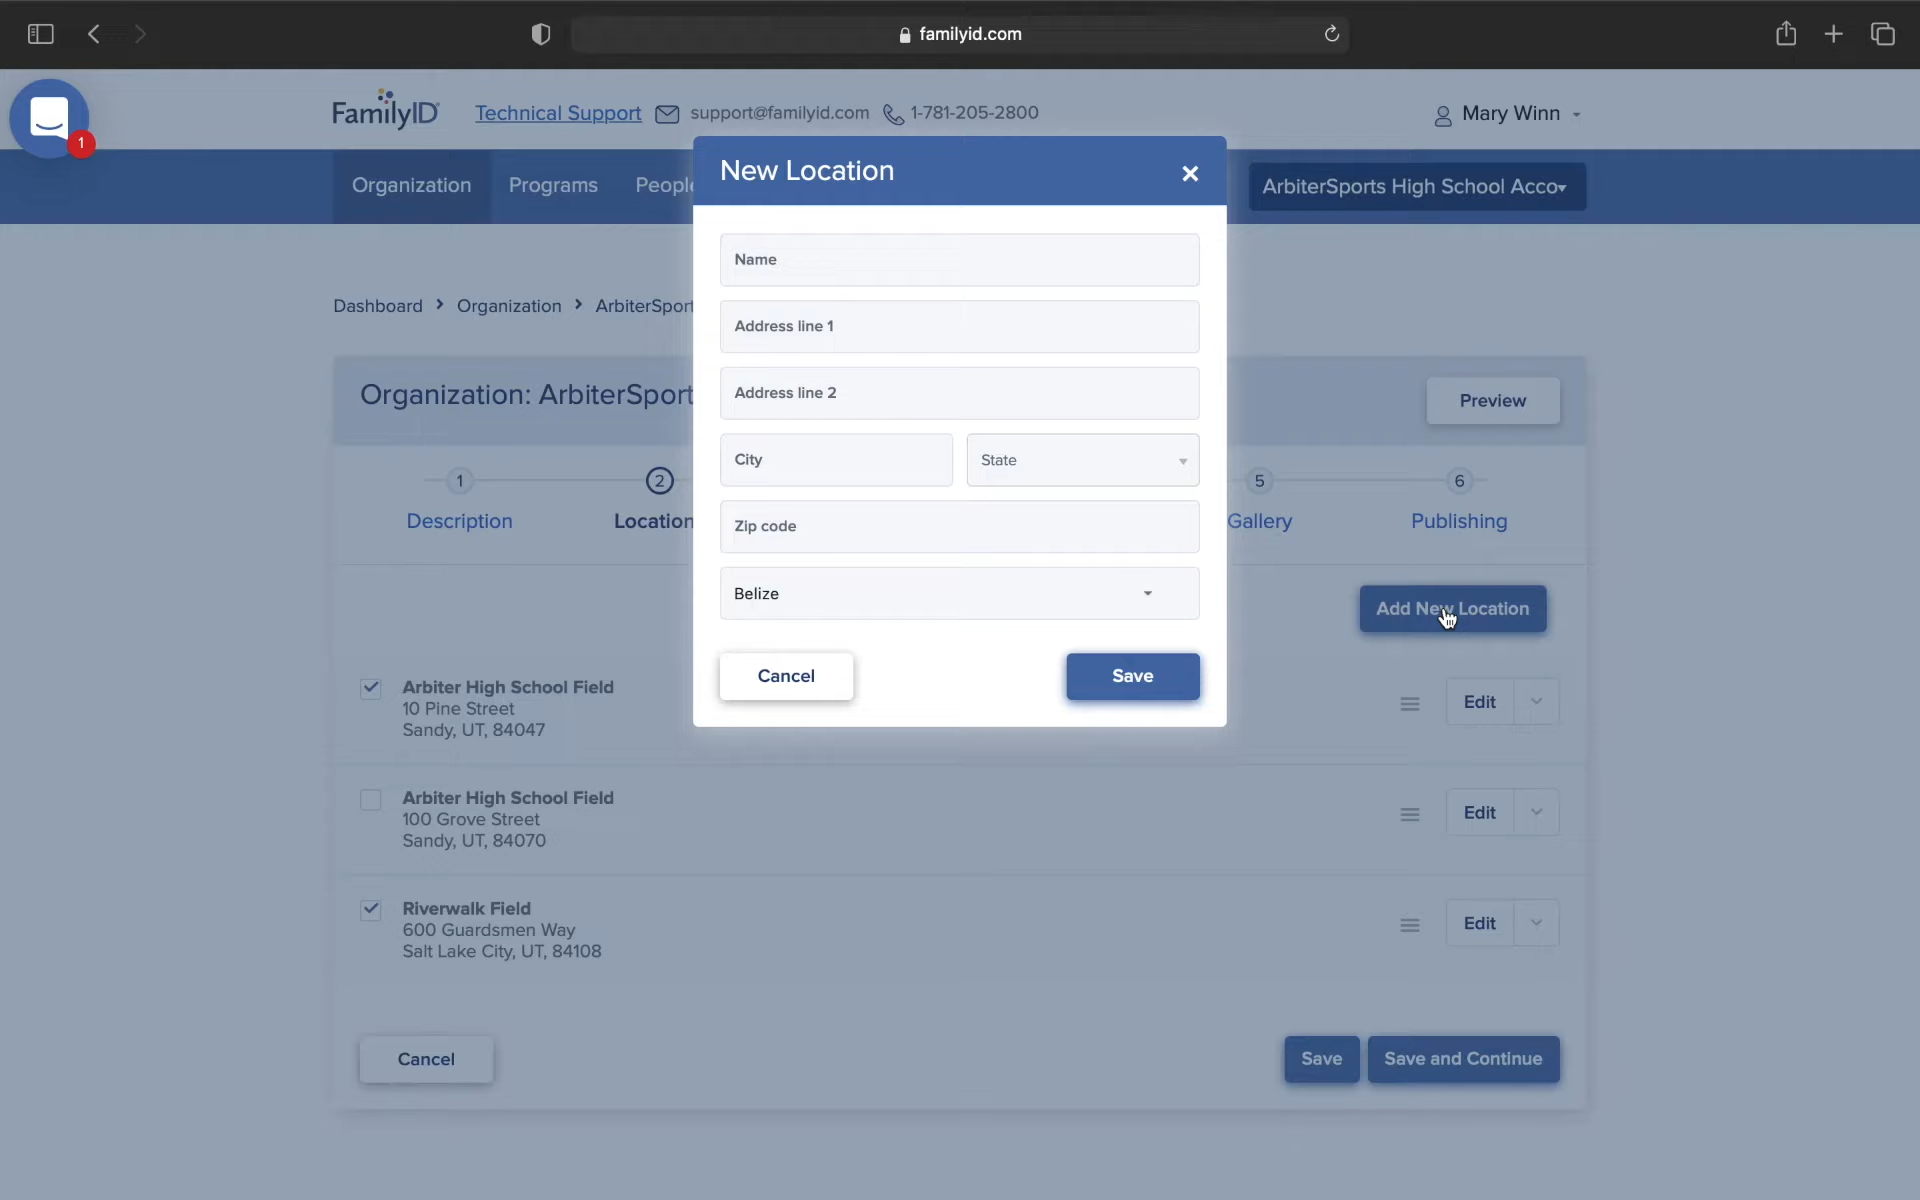 familyid.com
1
FamilyID Technical Support support@familyid.com 1-781-205-2800 Mary Winn
Organization Programs People ArbiterSports High School Acco
New Location
Name
Address line 1
Address line 2
City State
Zip code
Belize
Cancel Save
Dashboard > Organization > ArbiterSport
Organization: ArbiterSport Preview
1 2 5 6
Description Location Gallery Publishing
Add New Location
Arbiter High School Field
10 Pine Street
Sandy, UT, 84047
Edit
Arbiter High School Field
100 Grove Street
Sandy, UT, 84070
Edit
Riverwalk Field
600 Guardsmen Way
Salt Lake City, UT, 84108
Edit
Cancel Save Save and Continue